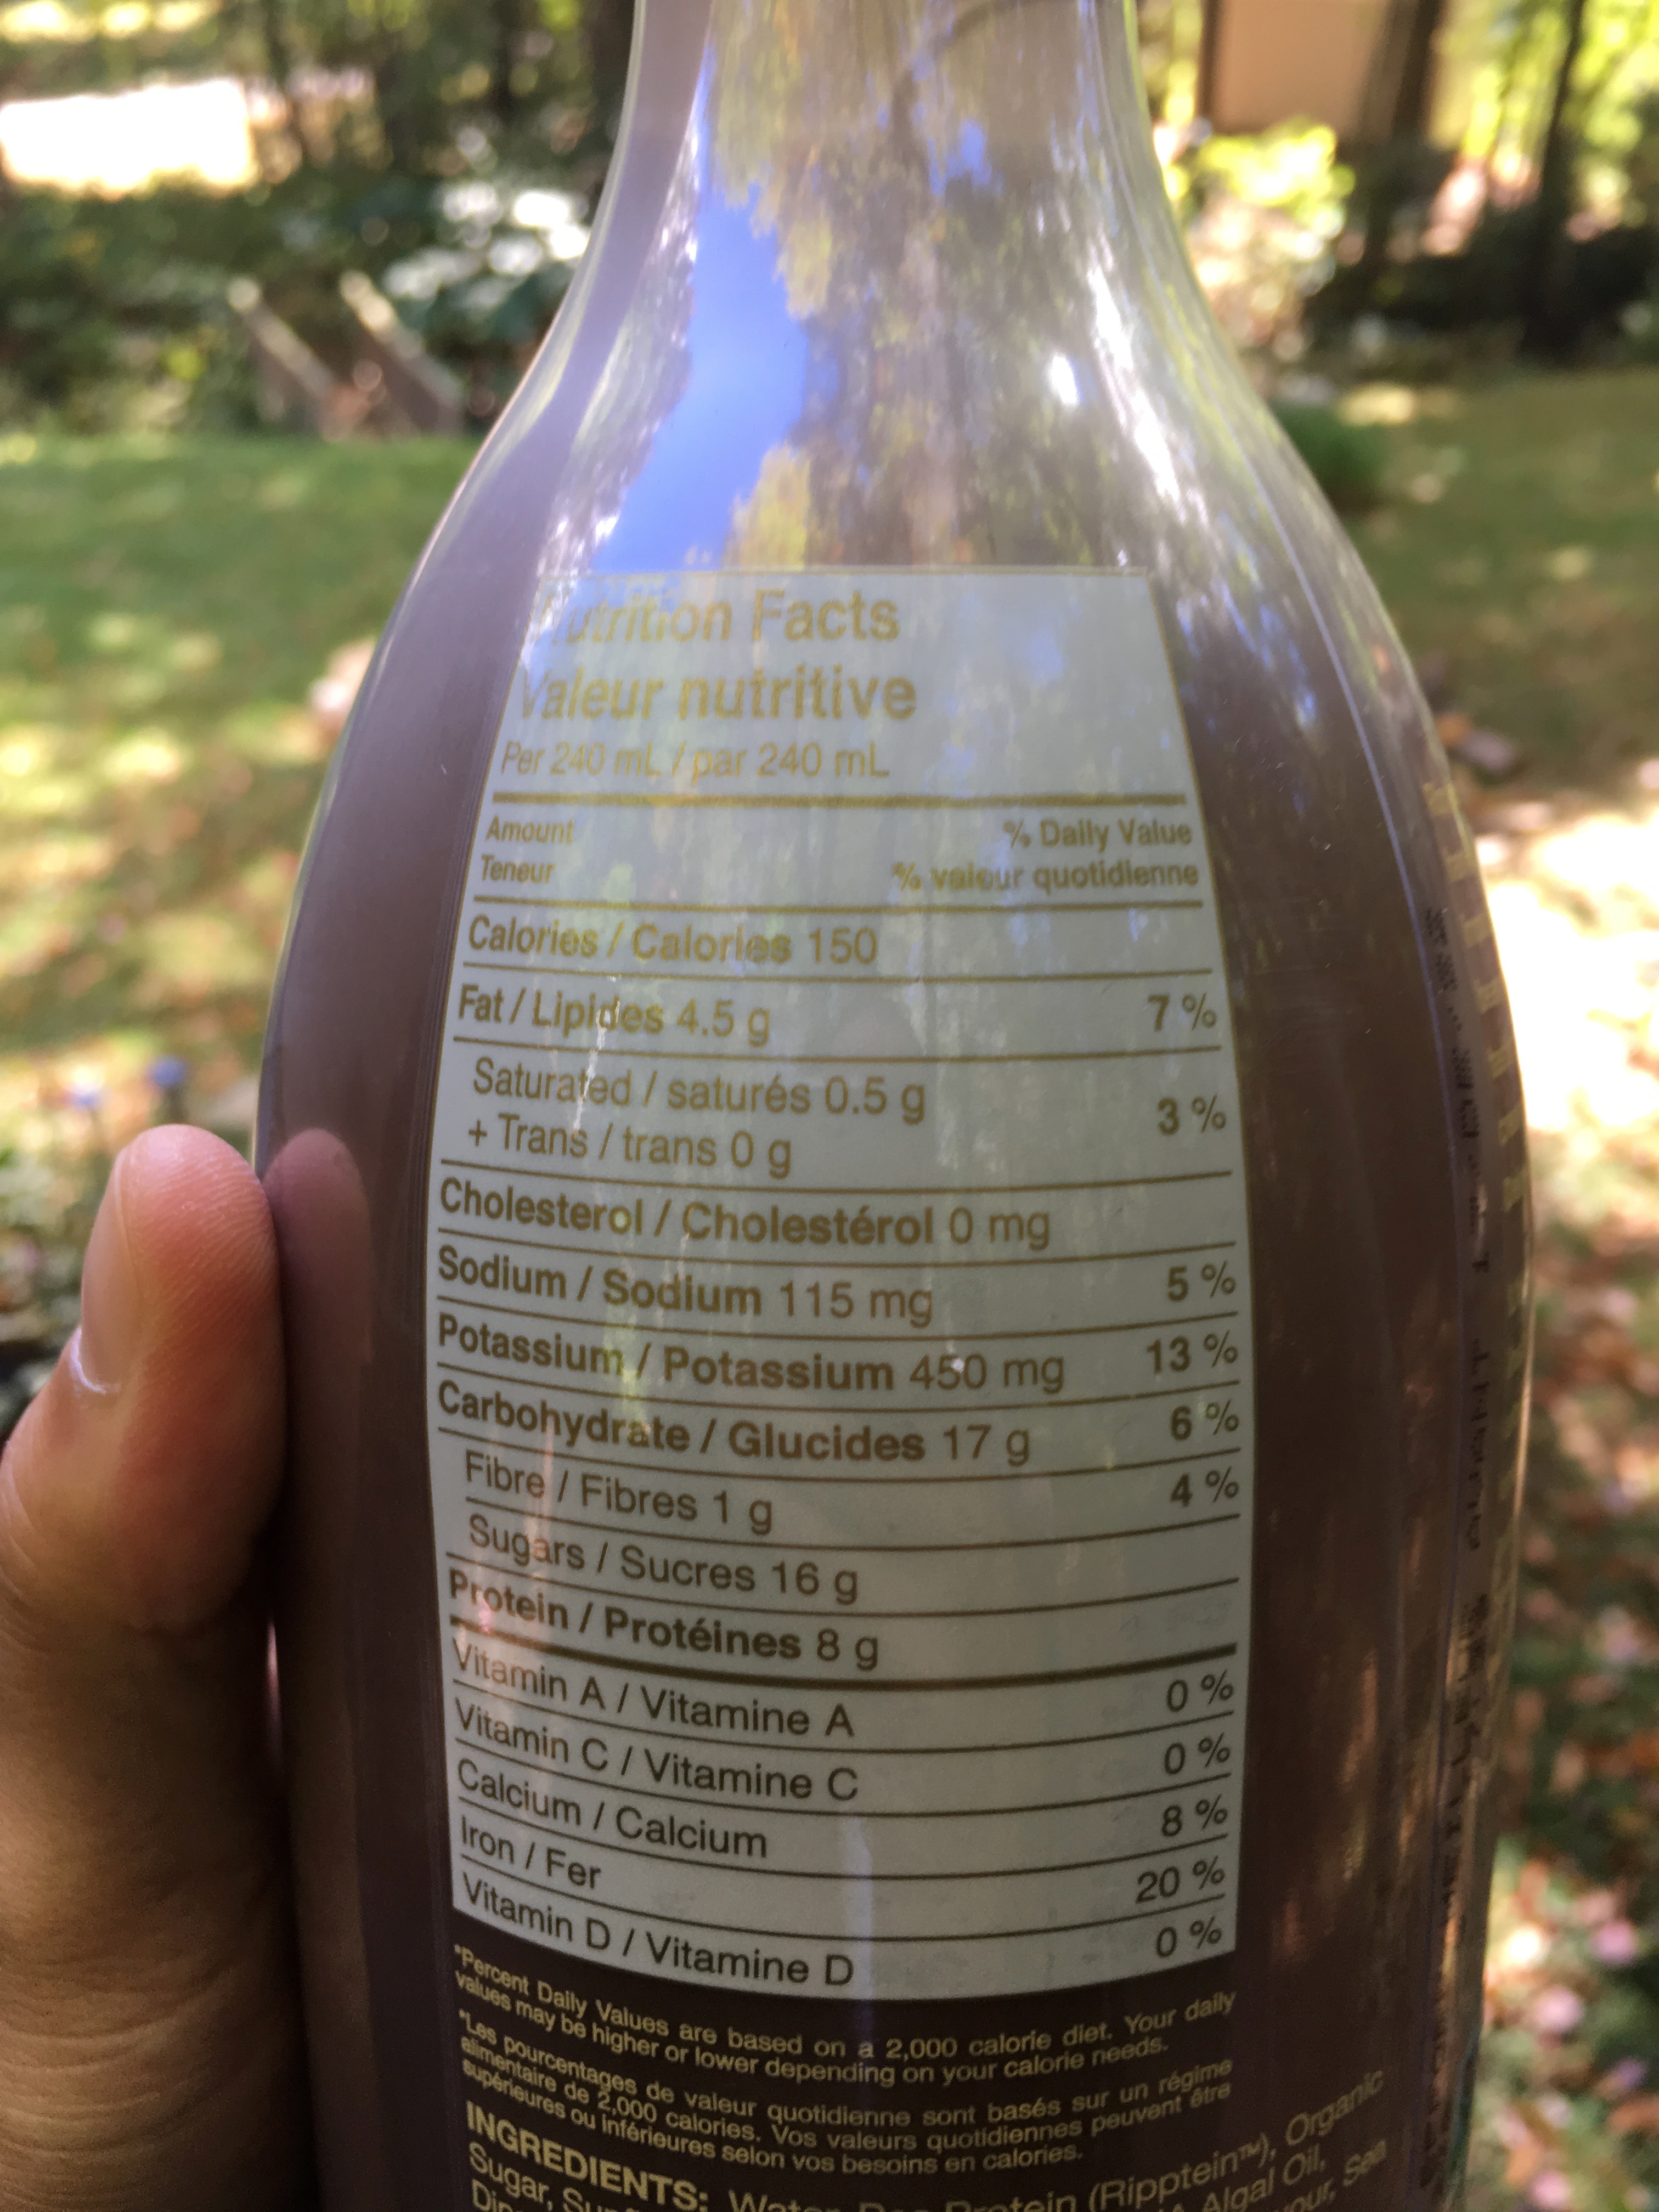 Nutrition Facts
Valeur nutritive
Per 240 mL / par 240 mL
Amount % Daily Value
Teneur % valeur quotidienne
Calories / Calories 150
Fat / Lipides 4.5 g 7 %
Saturated / saturés 0.5 g
+ Trans / trans 0 g 3 %
Cholesterol / Cholestérol 0 mg
Sodium / Sodium 115 mg 5 %
Potassium / Potassium 450 mg 13 %
Carbohydrate / Glucides 17 g 6 %
Fibre / Fibres 1 g 4 %
Sugars / Sucres 16 g
Protein / Protéines 8 g
Vitamin A / Vitamine A 0 %
Vitamin C / Vitamine C 0 %
Calcium / Calcium 8 %
Iron / Fer 20 %
Vitamin D / Vitamine D 0 %
*Percent Daily Values are based on a 2,000 calorie diet. Your daily
values may be higher or lower depending on your calorie needs.
*Les pourcentages de valeur quotidienne sont basés sur un régime
alimentaire de 2,000 calories. Vos valeurs quotidiennes peuvent être
supérieures ou inférieures selon vos besoins en calories.
INGREDIENTS: Water Protein (Ripptein™), Organic
Sugar, Algal Oil,